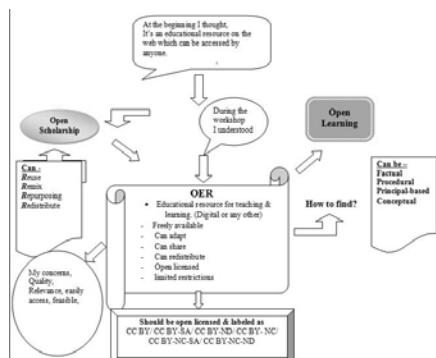 At the beginning I thought,
It's an educational resource on the
web which can be accessed by
anyone.
Open
Scholarship
During the
workshop
I understood
Open
Learning
Can -
Reuse
Remix
Repurposing
Redistribute
OER
• Educational resource for teaching &
learning. (Digital or any other)
- Freely available
- Can adapt
- Can share
- Can redistribute
- Open licensed
- limited restrictions
How to find?
Can be –
Factual
Procedural
Principal-based
Conceptual
My concerns,
Quality,
Relevance, easily
access, feasible,
Should be open licensed & labeled as
CC BY/ CC BY-SA/ CC BY-ND/ CC BY- NC/
CC BY-NC-SA/ CC BY-NC-ND